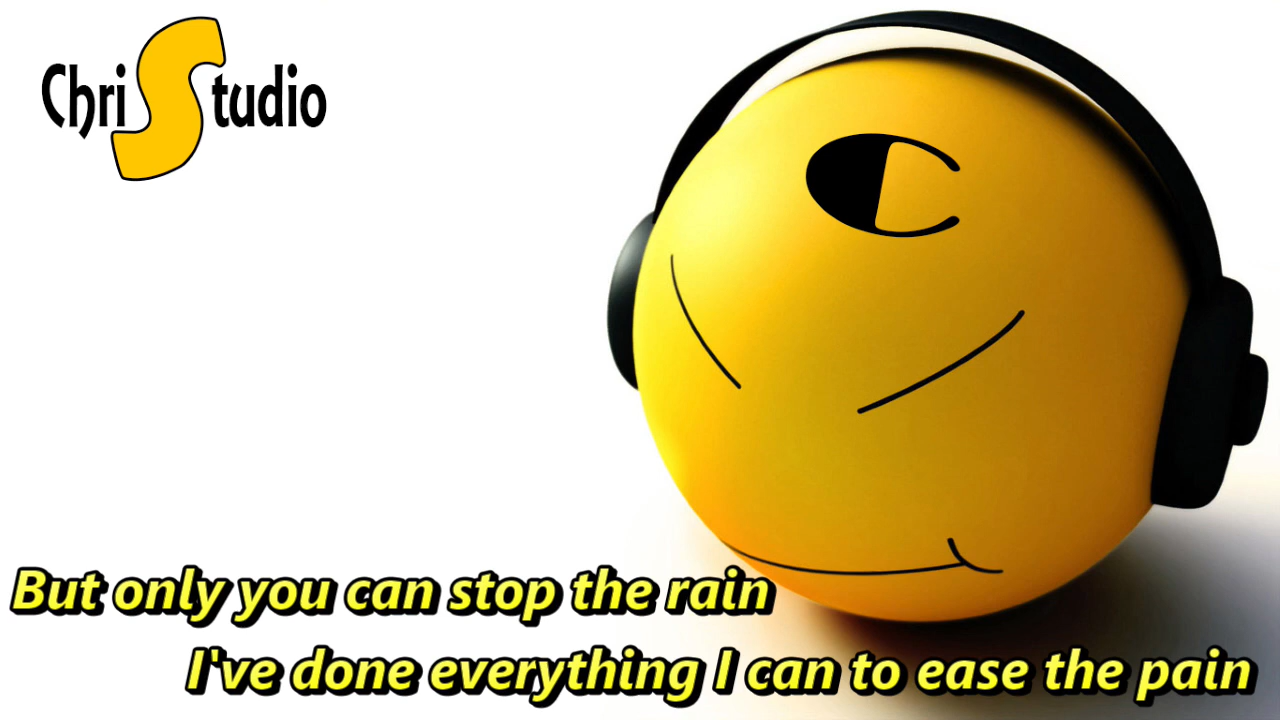 ChriStudio
C
But only you can stop the rain
I've done everything I can to ease the pain